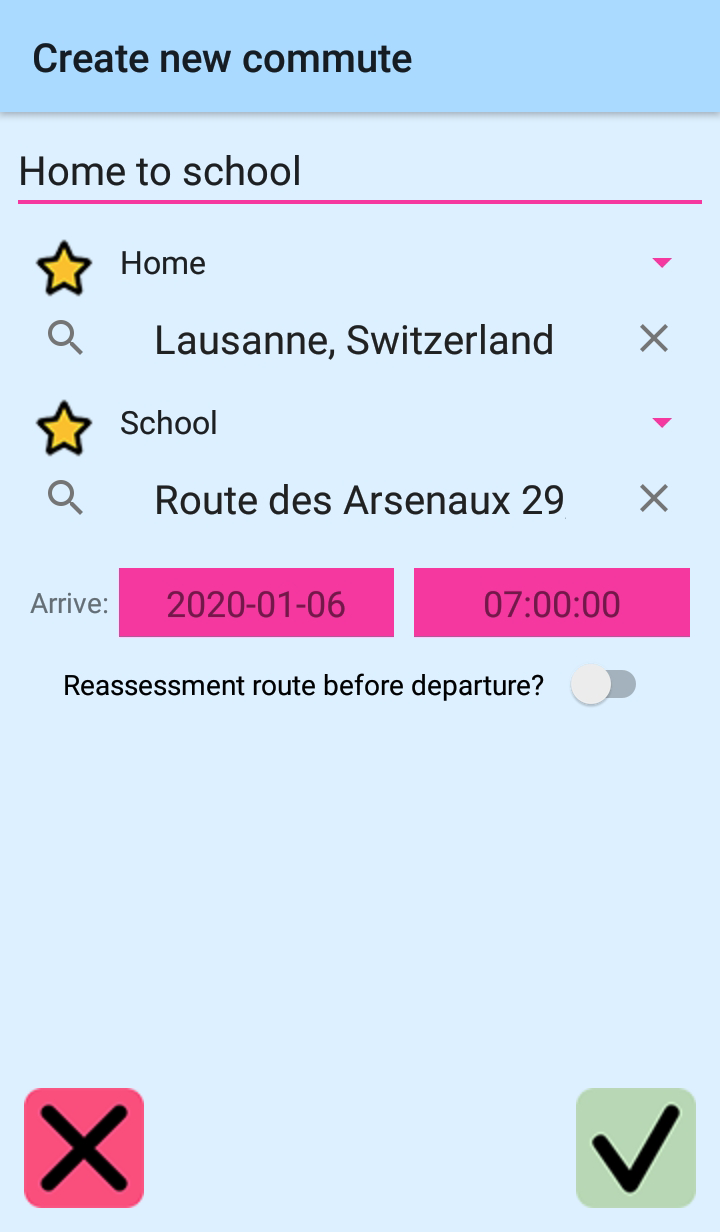 Create new commute
Home to school
Home
Lausanne, Switzerland
School
Route des Arsenaux 29
Arrive: 2020-01-06 07:00:00
Reassessment route before departure?